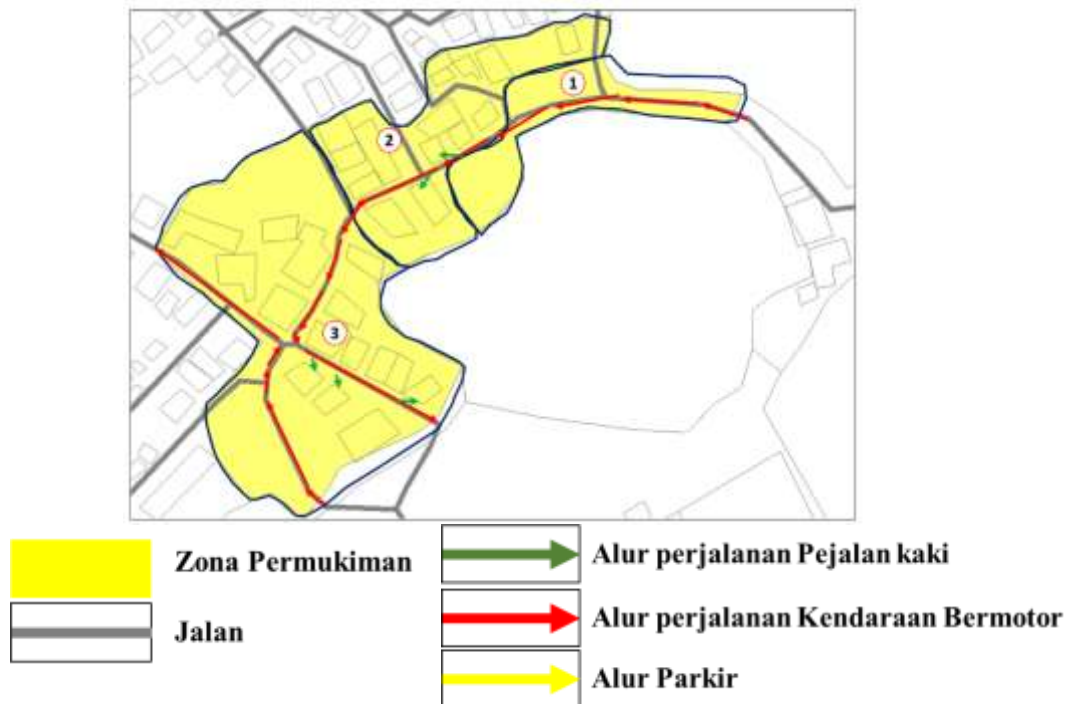 1
2
3
Zona Permukiman
Jalan
Alur perjalanan Pejalan kaki
Alur perjalanan Kendaraan Bermotor
Alur Parkir